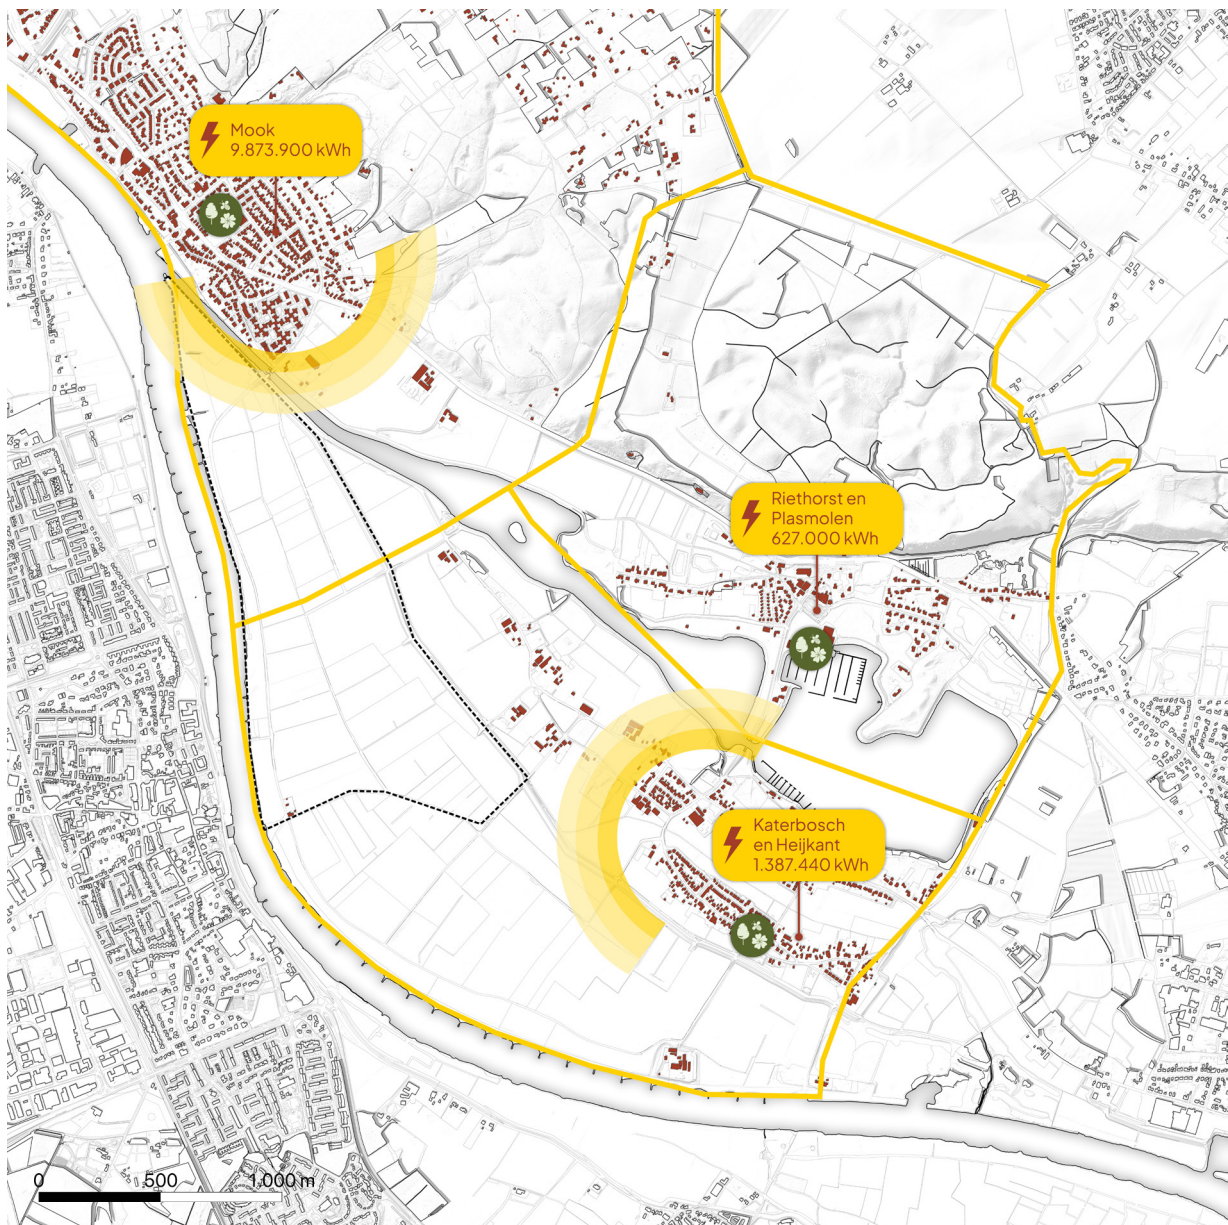 Mook
9.873.900 kWh
Riethorst en
Plasmolen
627.000 kWh
Katerbosch
en Heijkant
1.387.440 kWh
0 500 1.000 m